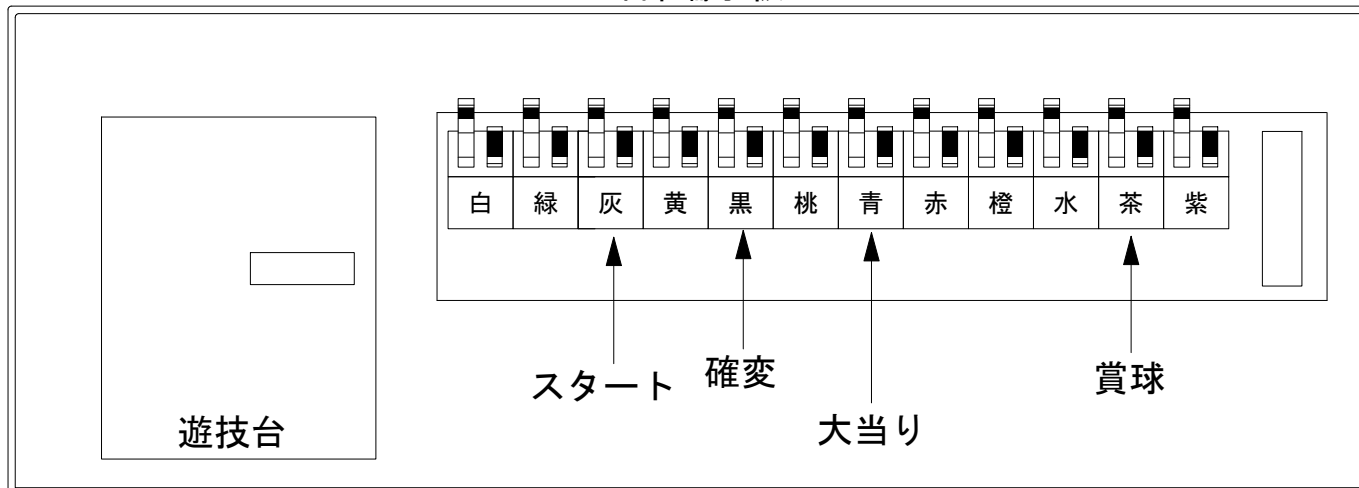 白 緑 灰 黄 黒 桃 青 赤 橙 水 茶 紫
スタート
確変
大当り
賞球
遊技台